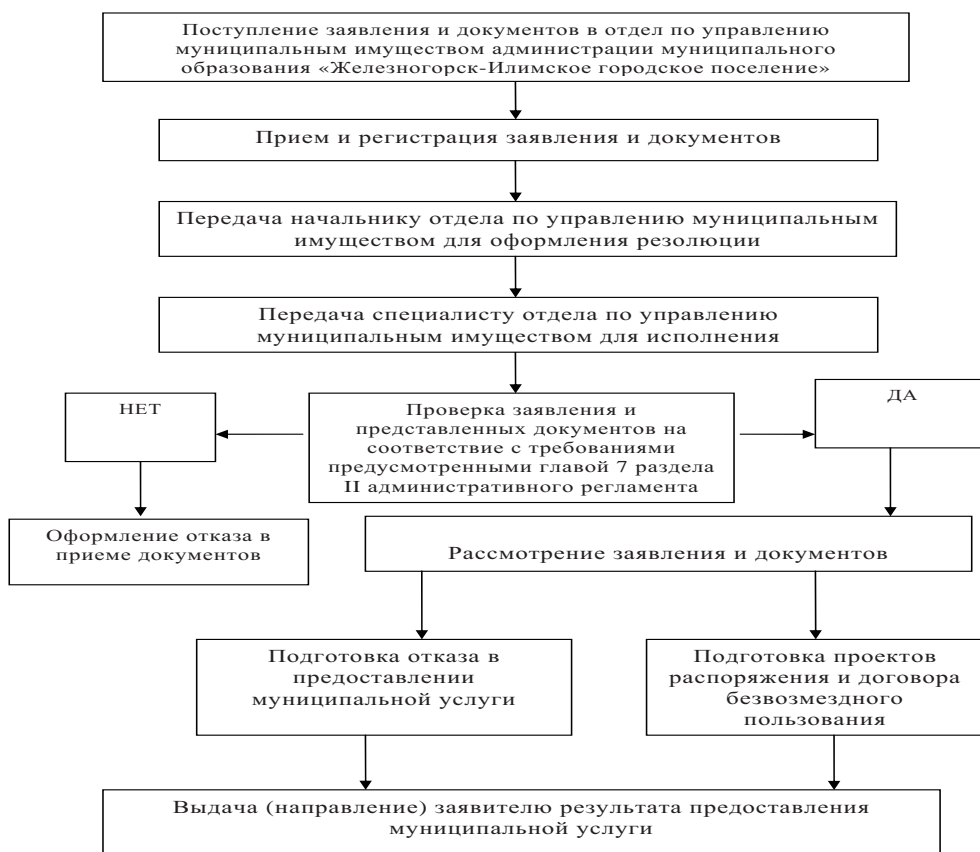 Поступление заявления и документов в отдел по управлению
муниципальным имуществом администрации муниципального
образования «Железногорск-Илимское городское поселение»
Прием и регистрация заявления и документов
Передача начальнику отдела по управлению муниципальным
имуществом для оформления резолюции
Передача специалисту отдела по управлению
муниципальным имуществом для исполнения
НЕТ
Проверка заявления и
представленных документов на
соответствие с требованиями
предусмотренными главой 7 раздела
II административного регламента
ДА
Оформление отказа в
приеме документов
Рассмотрение заявления и документов
Подготовка отказа в
предоставлении
муниципальной услуги
Подготовка проектов
распоряжения и договора
безвозмездного
пользования
Выдача (направление) заявителю результата предоставления
муниципальной услуги